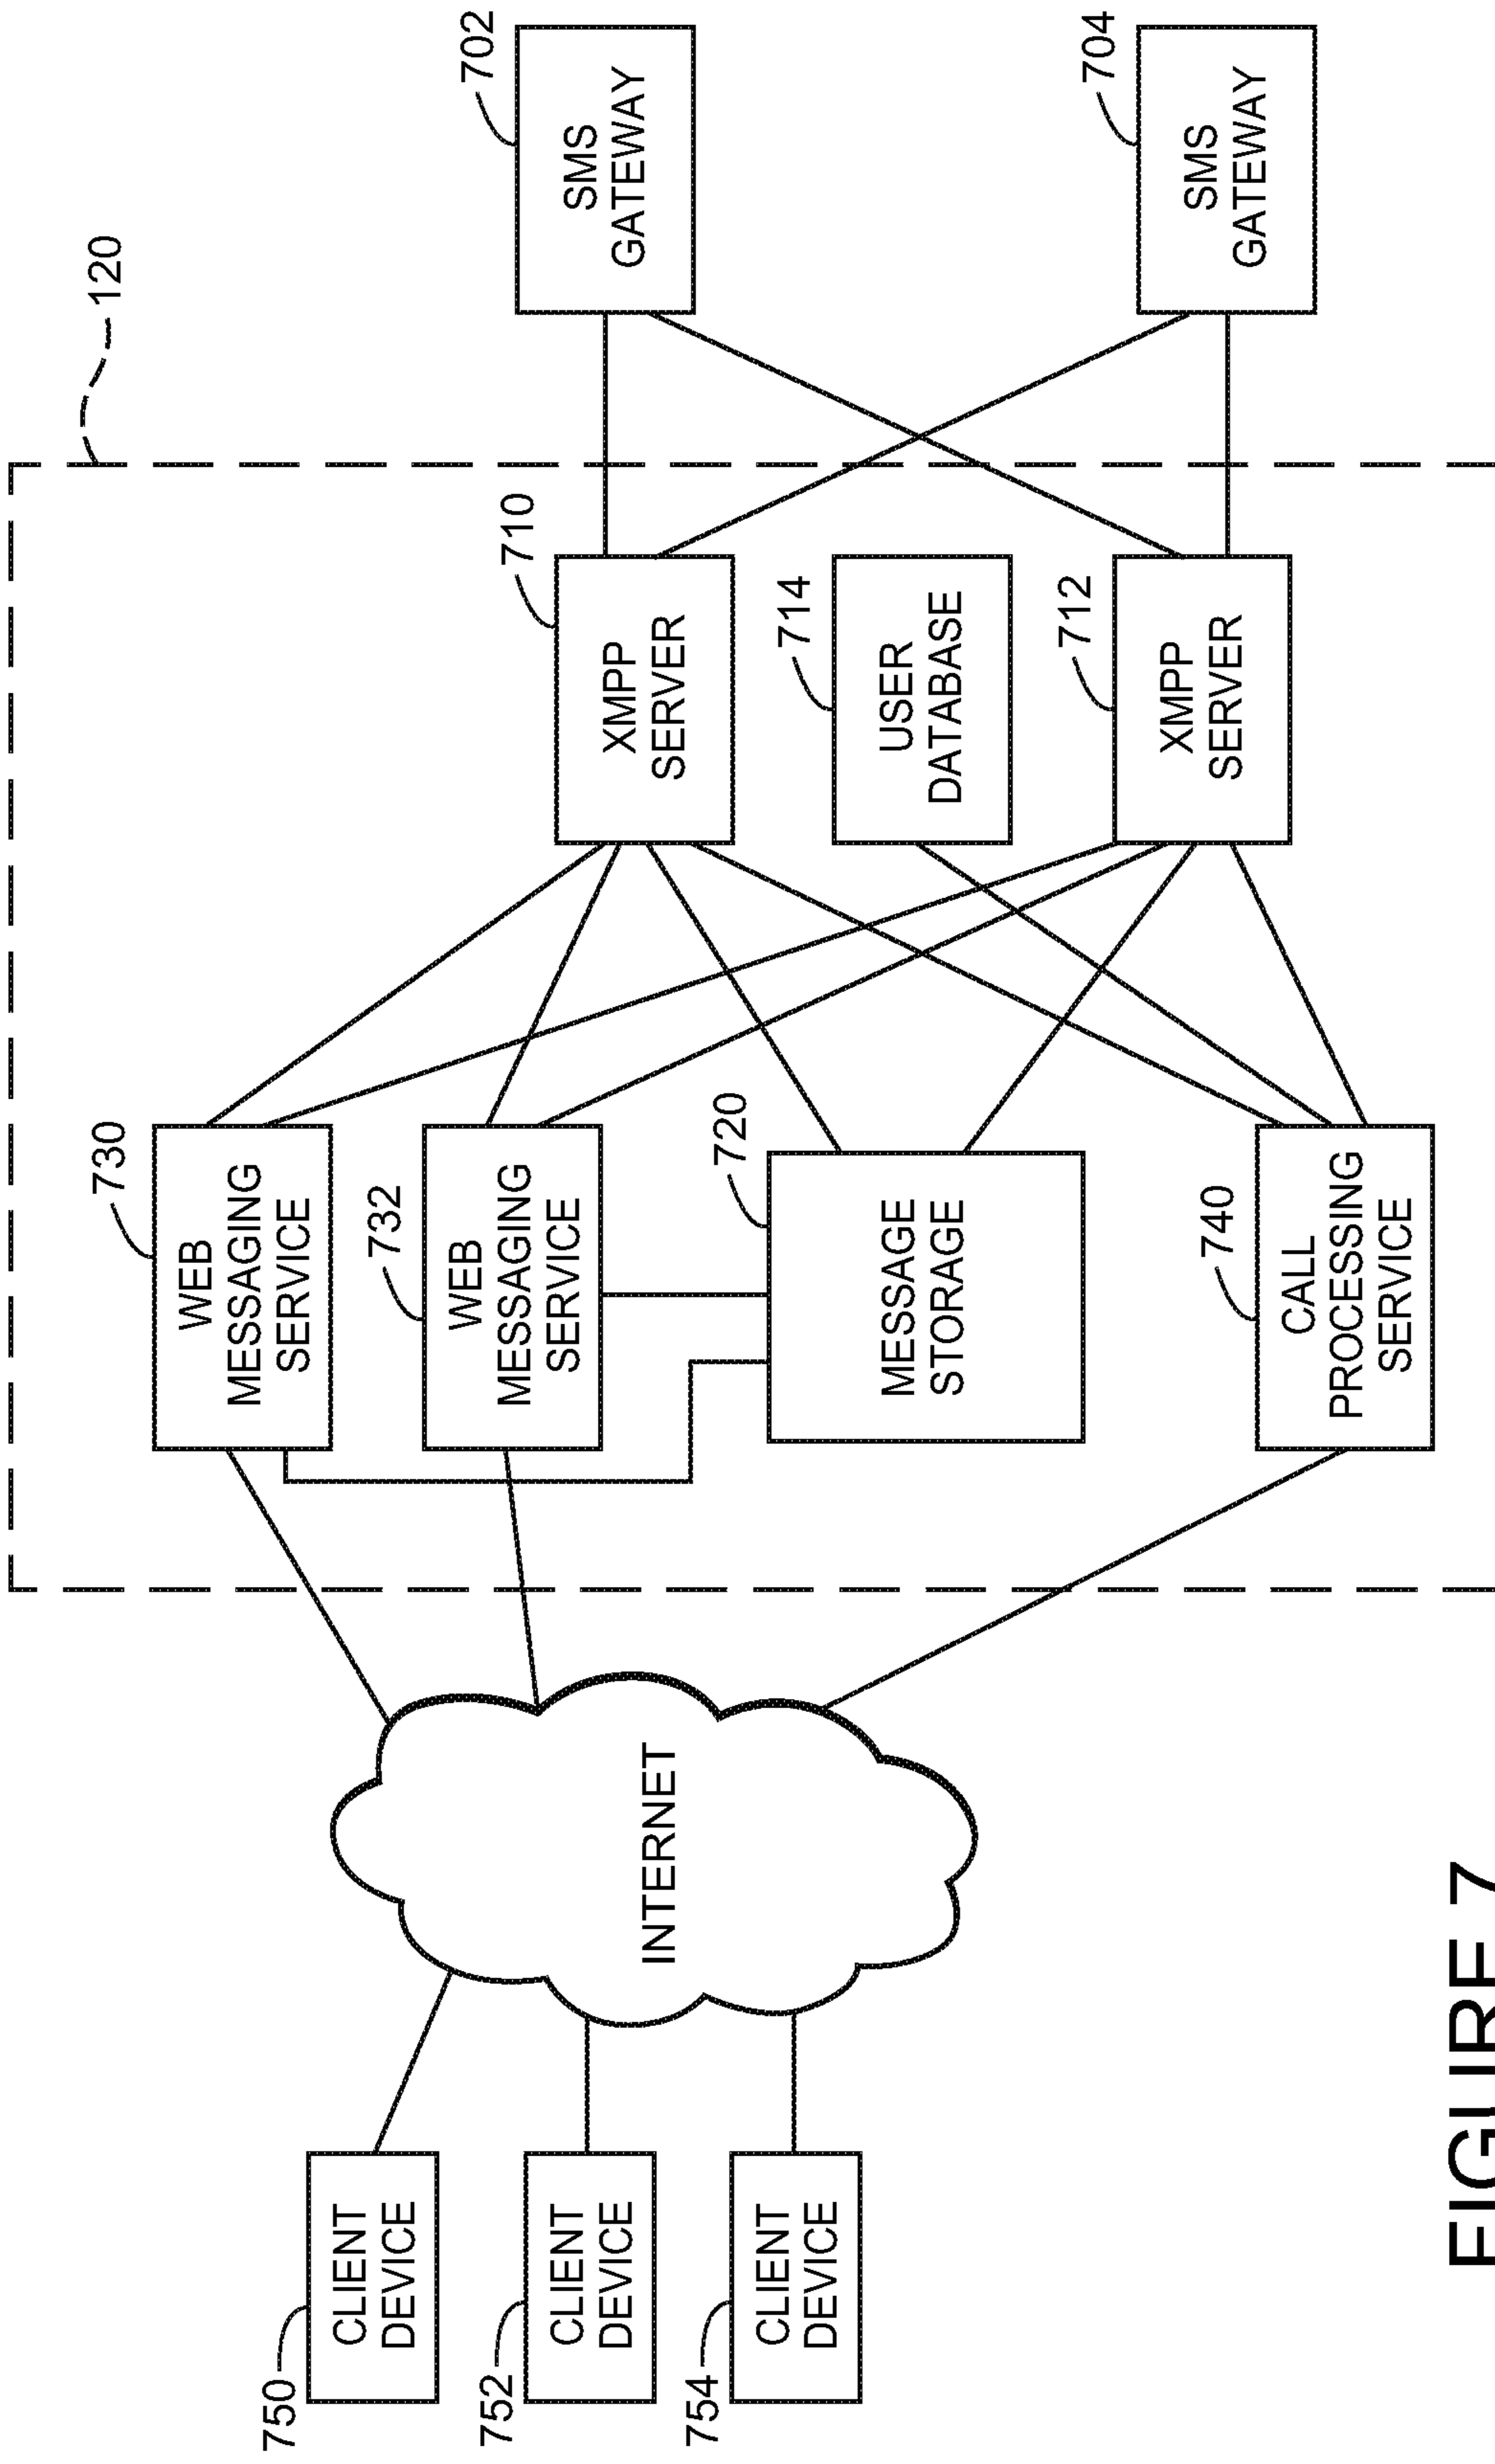 120
702
SMS
GATEWAY
704
SMS
GATEWAY
710
XMPP
SERVER
714
USER
DATABASE
712
XMPP
SERVER
730
WEB
MESSAGING
SERVICE
732
WEB
MESSAGING
SERVICE
720
MESSAGE
STORAGE
740
CALL
PROCESSING
SERVICE
INTERNET
750
CLIENT
DEVICE
752
CLIENT
DEVICE
754
CLIENT
DEVICE
FIGURE 7